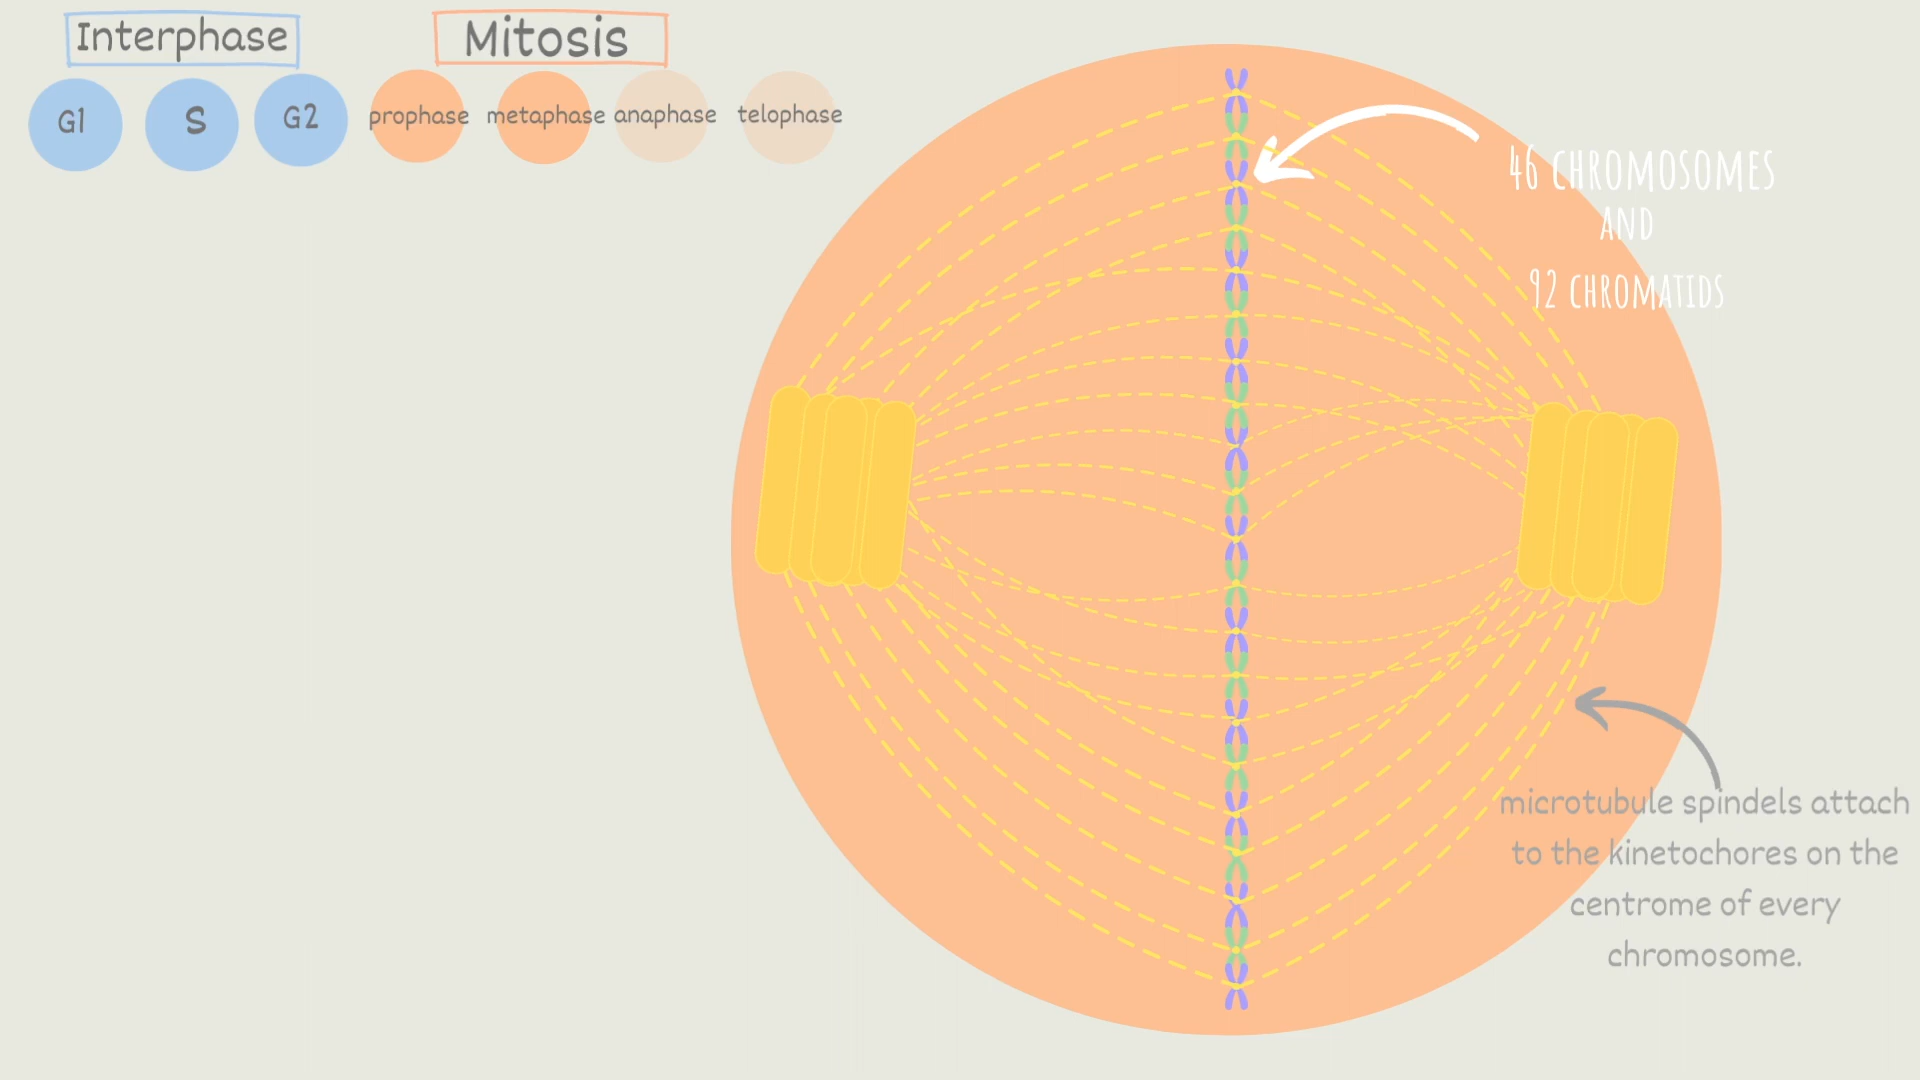 Interphase
Mitosis
G1
S
G2
prophase
metaphase
anaphase
telophase
46 CHROMOSOMES
AND
92 CHROMATIDS
microtubule spindels attach
to the kinetochores on the
centrome of every
chromosome.